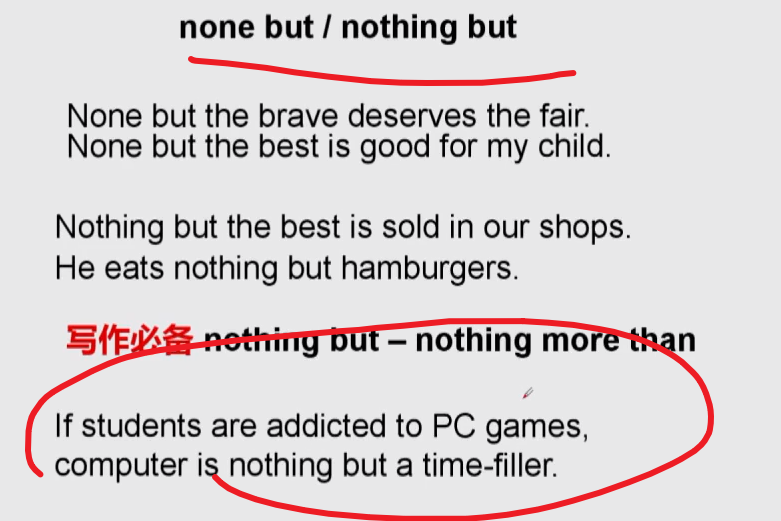 none but / nothing but
None but the brave deserves the fair.
None but the best is good for my child.
Nothing but the best is sold in our shops.
He eats nothing but hamburgers.
写作必备 nothing but – nothing more than
If students are addicted to PC games,
computer is nothing but a time-filler.